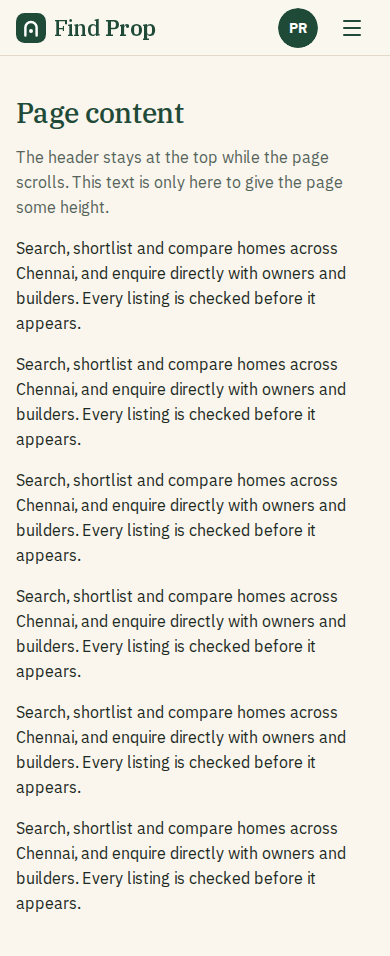 Find Prop
PR
Page content
The header stays at the top while the page
scrolls. This text is only here to give the page
some height.
Search, shortlist and compare homes across
Chennai, and enquire directly with owners and
builders. Every listing is checked before it
appears.
Search, shortlist and compare homes across
Chennai, and enquire directly with owners and
builders. Every listing is checked before it
appears.
Search, shortlist and compare homes across
Chennai, and enquire directly with owners and
builders. Every listing is checked before it
appears.
Search, shortlist and compare homes across
Chennai, and enquire directly with owners and
builders. Every listing is checked before it
appears.
Search, shortlist and compare homes across
Chennai, and enquire directly with owners and
builders. Every listing is checked before it
appears.
Search, shortlist and compare homes across
Chennai, and enquire directly with owners and
builders. Every listing is checked before it
appears.